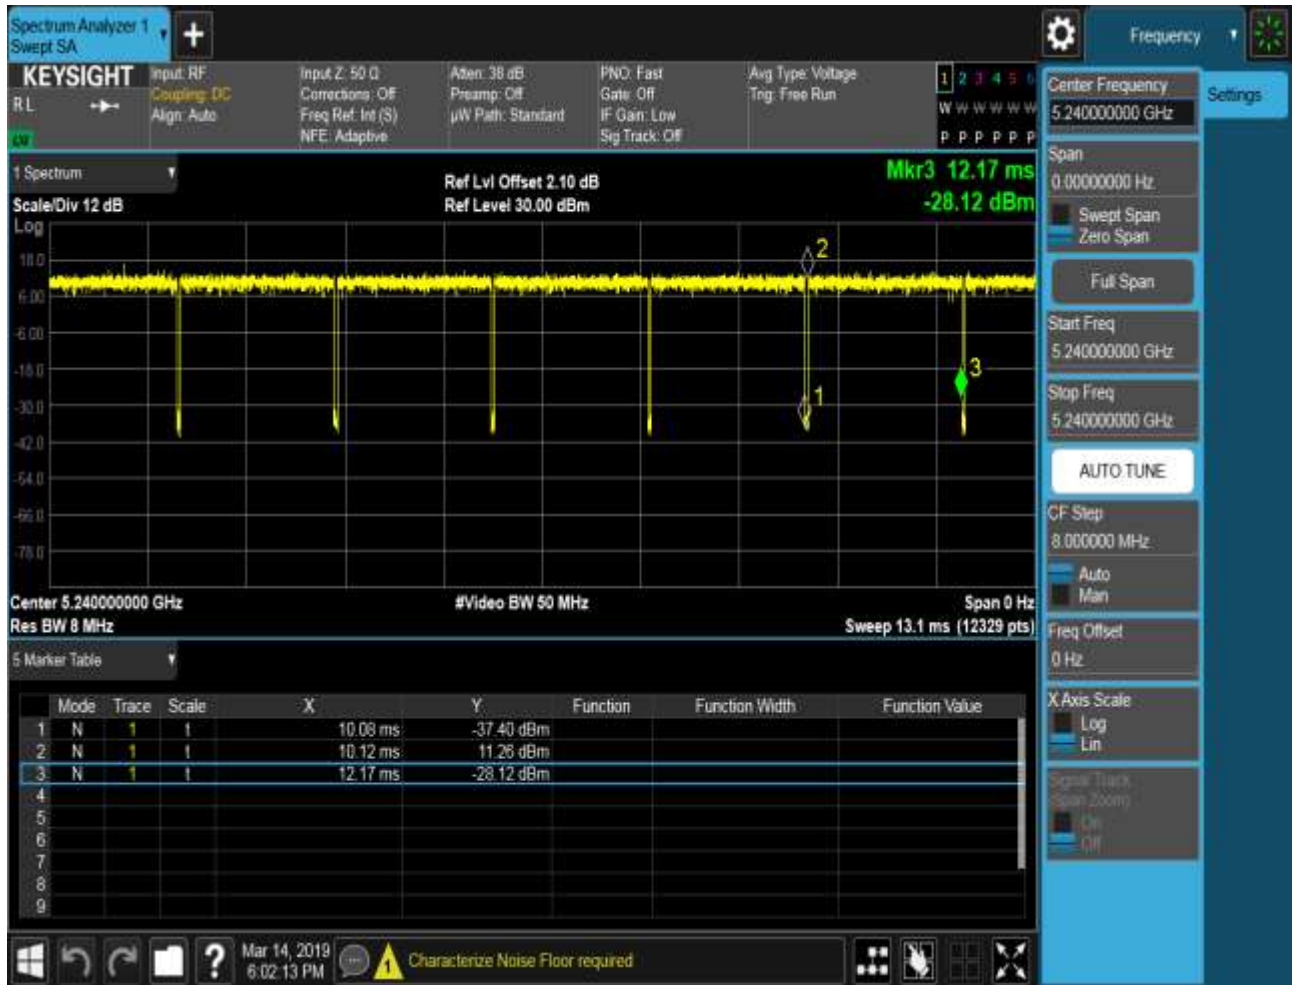 Spectrum Analyzer 1
Swept SA
+
Frequency
KEYSIGHT
Input: RF
Coupling: DC
Align: Auto
RL
Input Z: 50 Ω
Corrections: Off
Freq Ref: Int (S)
NFE: Adaptive
Atten: 38 dB
Preamp: Off
µW Path: Standard
PNO: Fast
Gate: Off
IF Gain: Low
Sig Track: Off
Avg Type: Voltage
Trig: Free Run
1 2 3 4 5 6
W W W W W W
P P P P P P
Center Frequency
5.240000000 GHz
Settings
Span
0.00000000 Hz
Swept Span
Zero Span
Full Span
Start Freq
5.240000000 GHz
Stop Freq
5.240000000 GHz
AUTO TUNE
CF Step
8.000000 MHz
Auto
Man
Freq Offset
0 Hz
X Axis Scale
Log
Lin
Signal Track
(Span Zoom)
On
Off
1 Spectrum
Scale/Div 12 dB
Log
Ref Lvl Offset 2.10 dB
Ref Level 30.00 dBm
Mkr3 12.17 ms
-28.12 dBm
18.0
6.00
-6.00
-18.0
-30.0
-42.0
-54.0
-66.0
-78.0
2
3
1
Center 5.240000000 GHz
#Video BW 50 MHz
Span 0 Hz
Res BW 8 MHz
Sweep 13.1 ms (12329 pts)
5 Marker Table
Mode Trace Scale X Y Function Function Width Function Value
1 N 1 t 10.08 ms -37.40 dBm
2 N 1 t 10.12 ms 11.26 dBm
3 N 1 t 12.17 ms -28.12 dBm
4
5
6
7
8
9
?
Mar 14, 2019
6:02:13 PM
1
Characterize Noise Floor required